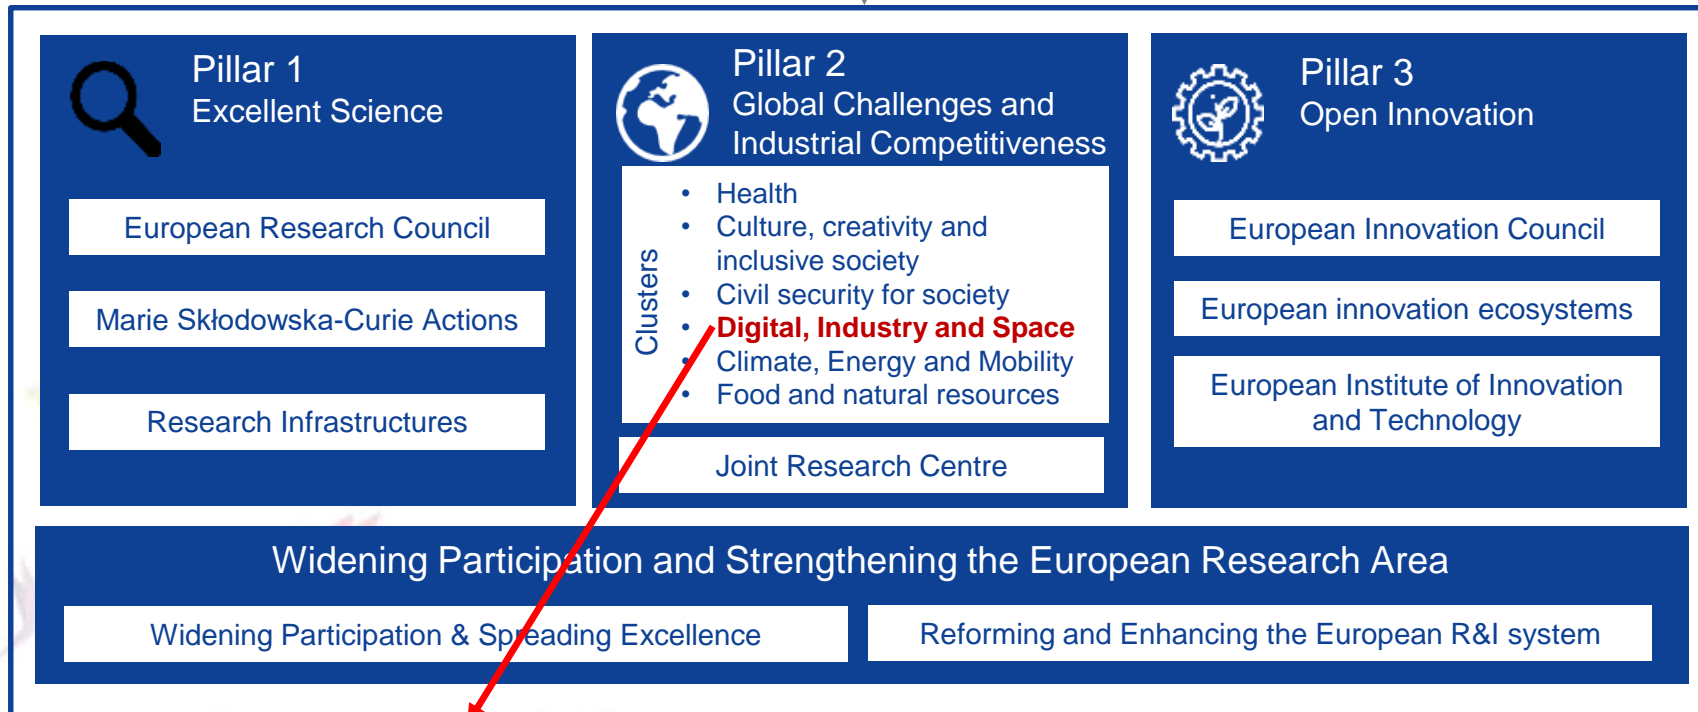 Pillar 1
Excellent Science
European Research Council
Marie Skłodowska-Curie Actions
Research Infrastructures
Pillar 2
Global Challenges and
Industrial Competitiveness
Clusters
• Health
• Culture, creativity and
inclusive society
• Civil security for society
• Digital, Industry and Space
• Climate, Energy and Mobility
• Food and natural resources
Joint Research Centre
Pillar 3
Open Innovation
European Innovation Council
European innovation ecosystems
European Institute of Innovation
and Technology
Widening Participation and Strengthening the European Research Area
Widening Participation & Spreading Excellence
Reforming and Enhancing the European R&I system